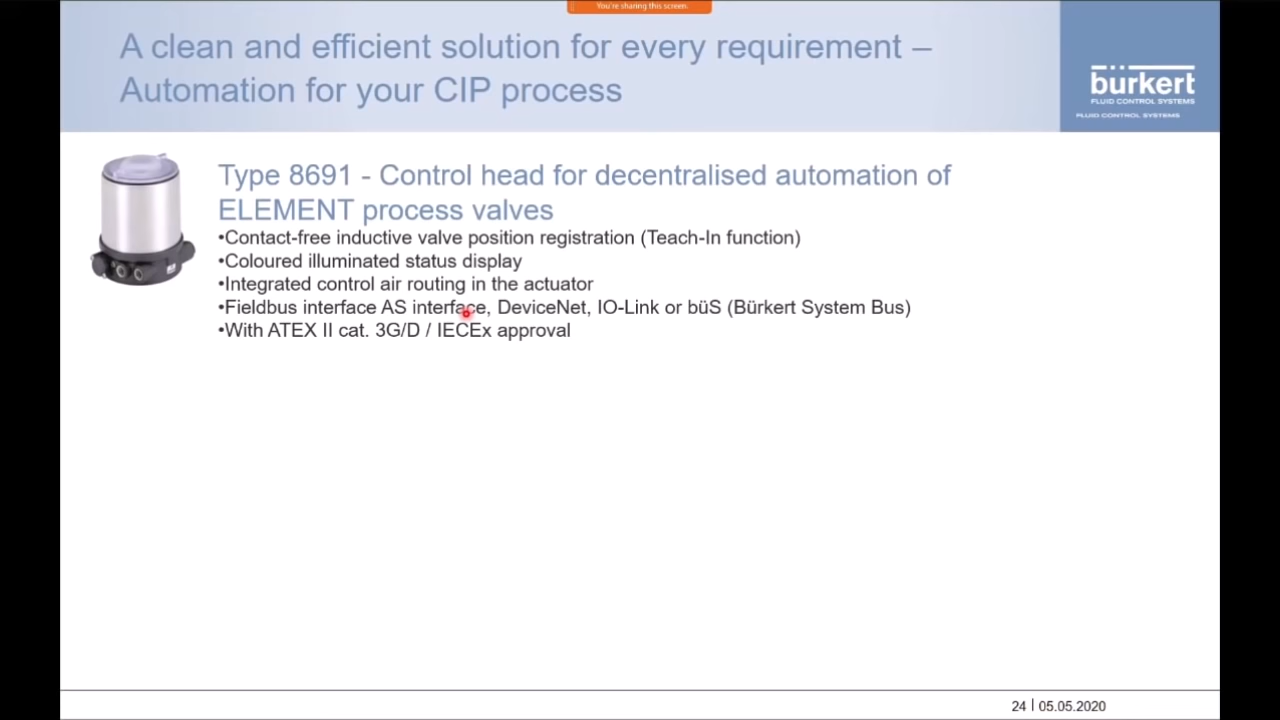 You're sharing this screen.
A clean and efficient solution for every requirement –
Automation for your CIP process
bürkert
FLUID CONTROL SYSTEMS
FLUID CONTROL SYSTEMS
Type 8691 - Control head for decentralised automation of
ELEMENT process valves
•Contact-free inductive valve position registration (Teach-In function)
•Coloured illuminated status display
•Integrated control air routing in the actuator
•Fieldbus interface AS interface, DeviceNet, IO-Link or büS (Bürkert System Bus)
•With ATEX II cat. 3G/D / IECEx approval
24 | 05.05.2020